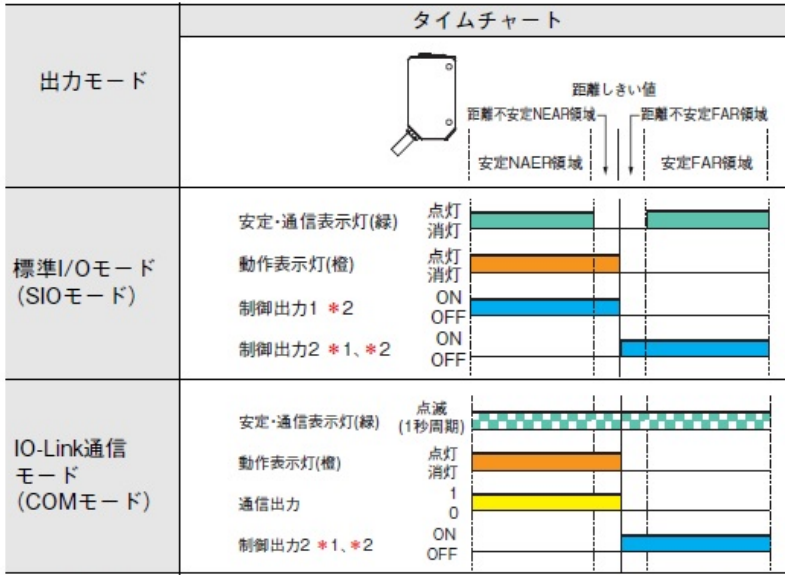 出力モード
タイムチャート
距離しきい値
距離不安定NEAR領域
距離不安定FAR領域
安定NAER領域
安定FAR領域
標準I/Oモード
(SIOモード)
安定・通信表示灯(緑)
点灯
消灯
動作表示灯(橙)
点灯
消灯
制御出力1 *2
ON
OFF
制御出力2 *1、*2
ON
OFF
IO-Link通信
モード
(COMモード)
安定・通信表示灯(緑)
点滅
(1秒周期)
動作表示灯(橙)
点灯
消灯
通信出力
1
0
制御出力2 *1、*2
ON
OFF